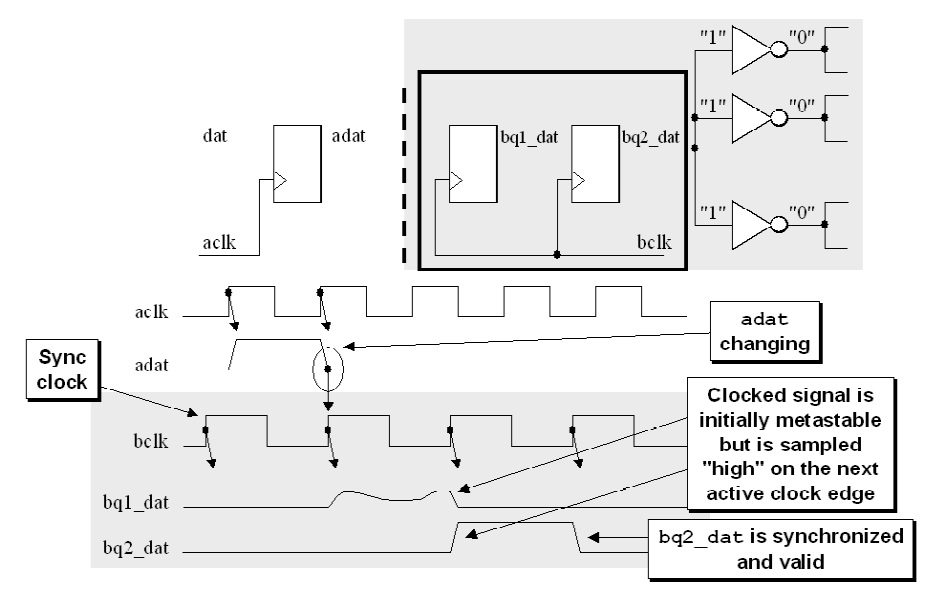 "1" "0"
"1" "0"
dat adat bq1_dat bq2_dat
"1" "0"
aclk bclk
aclk
adat
changing
adat
Sync
clock
Clocked signal is
initially metastable
but is sampled
"high" on the next
active clock edge
bclk
bq1_dat
bq2_dat
bq2_dat is synchronized
and valid